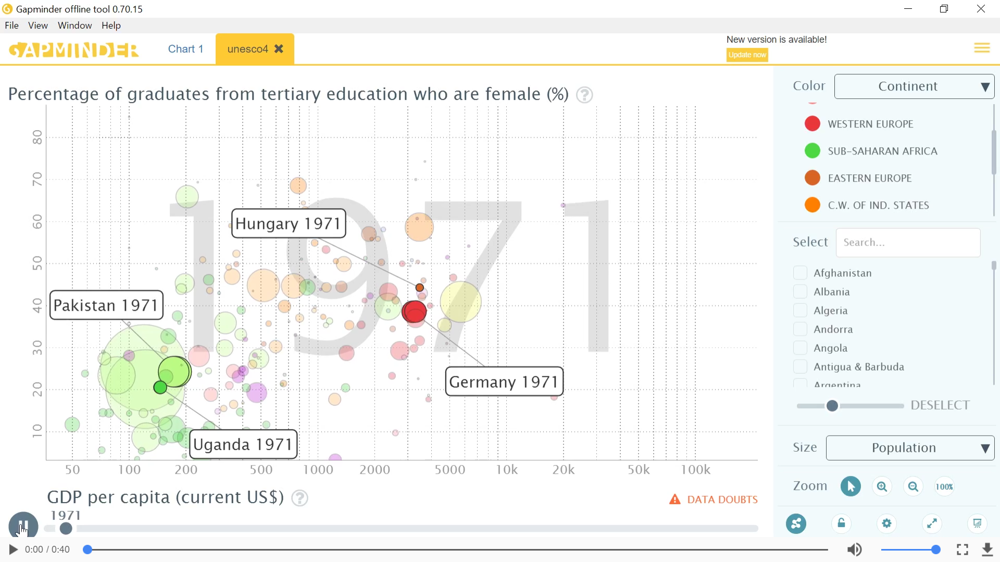 Gapminder offline tool 0.70.15
File View Window Help
GAPMINDER
Chart 1
unesco4
New version is available!
Update now
Percentage of graduates from tertiary education who are female (%) ?
80
70
60
50
40
30
20
10
1971
Hungary 1971
Pakistan 1971
Germany 1971
Uganda 1971
50 100 200 500 1000 2000 5000 10k 20k 50k 100k
GDP per capita (current US$) ?
DATA DOUBTS
1971
Color Continent
WESTERN EUROPE
SUB-SAHARAN AFRICA
EASTERN EUROPE
C.W. OF IND. STATES
Select Search...
Afghanistan
Albania
Algeria
Andorra
Angola
Antigua & Barbuda
Argentina
DESELECT
Size Population
Zoom 100%
0:00 / 0:40